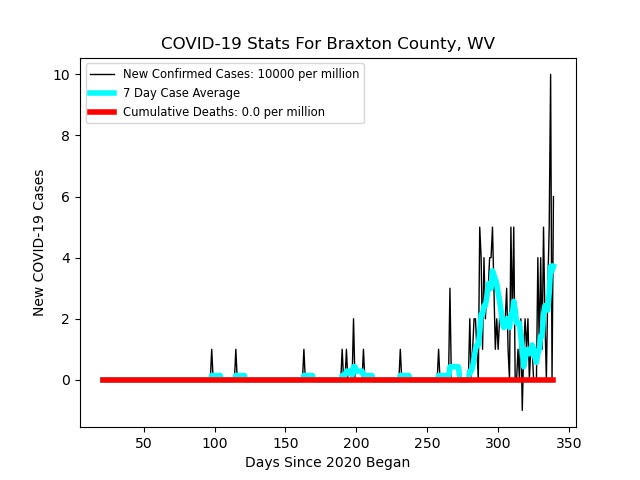 COVID-19 Stats For Braxton County, WV
New Confirmed Cases: 10000 per million
7 Day Case Average
Cumulative Deaths: 0.0 per million
New COVID-19 Cases
10
8
6
4
2
0
50
100
150
200
250
300
350
Days Since 2020 Began